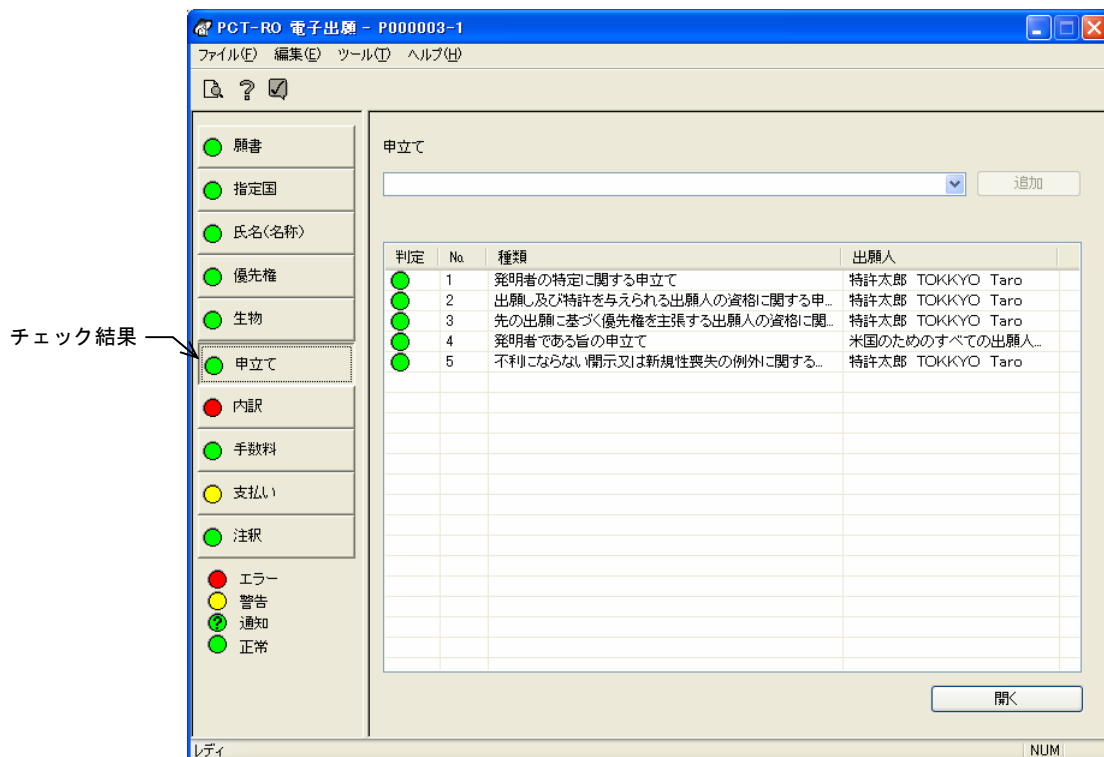 PCT-RO 電子出願 - P000003-1
ファイル(F) 編集(E) ツール(T) ヘルプ(H)
願書
指定国
氏名(名称)
優先権
生物
チェック結果
申立て
内訳
手数料
支払い
注釈
エラー
警告
通知
正常
申立て
追加
判定 No. 種類 出願人
1 発明者の特定に関する申立て 特許太郎 TOKKYO Taro
2 出願し及び特許を与えられる出願人の資格に関する申... 特許太郎 TOKKYO Taro
3 先の出願に基づく優先権を主張する出願人の資格に関... 特許太郎 TOKKYO Taro
4 発明者である旨の申立て 米国のためのすべての出願人...
5 不利にならない開示又は新規性喪失の例外に関する... 特許太郎 TOKKYO Taro
開く
レディ NUM